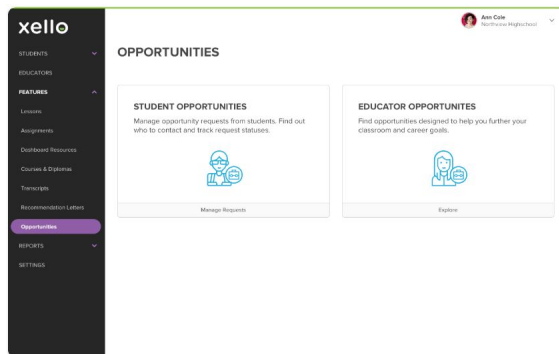 xello
Ann Cole
Northview Highschool
STUDENTS
EDUCATORS
FEATURES
Lessons
Assignments
Dashboard Resources
Courses & Diplomas
Transcripts
Recommendation Letters
Opportunities
REPORTS
SETTINGS
OPPORTUNITIES
STUDENT OPPORTUNITIES
Manage opportunity requests from students. Find out
who to contact and track request statuses.
Manage Requests
EDUCATOR OPPORTUNITES
Find opportunities designed to help you further your
classroom and career goals.
Explore